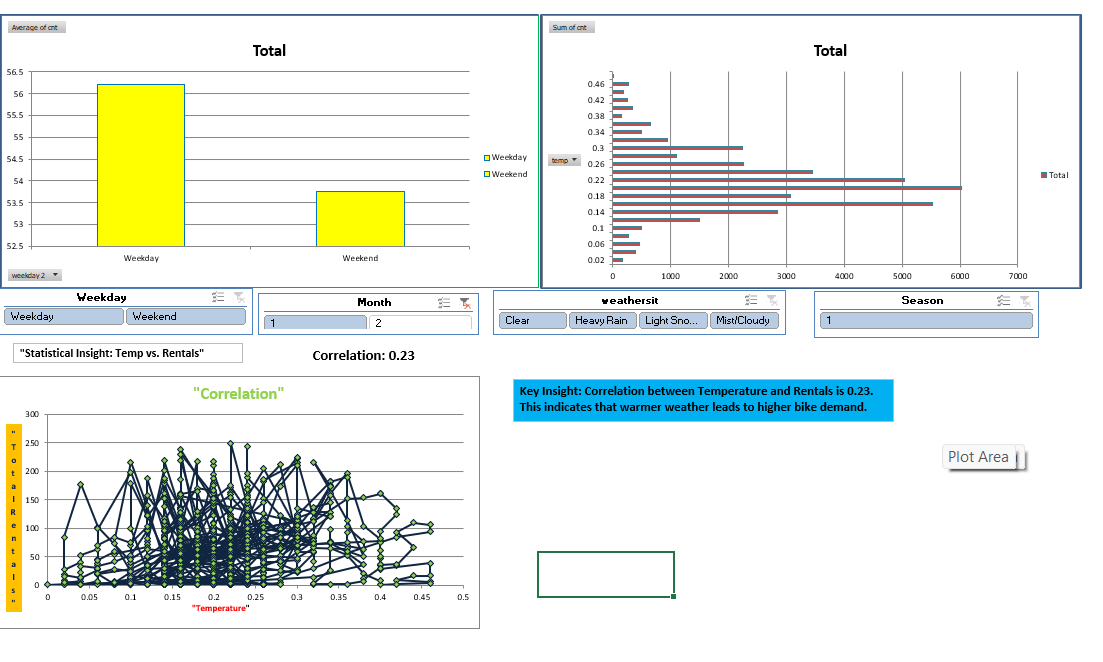 Average of cnt
Total
56.5
56
55.5
55
54.5
54
53.5
53
52.5
Weekday
Weekend
Weekday
Weekend
weekday 2
Sum of cnt
Total
0.46
0.42
0.38
0.34
0.3
0.26
0.22
0.18
0.14
0.1
0.06
0.02
temp
0 1000 2000 3000 4000 5000 6000 7000
Total
Weekday
Weekday Weekend
Month
1 2
weathersit
Clear Heavy Rain Light Sno... Mist/Cloudy
Season
1
"Statistical Insight: Temp vs. Rentals"
Correlation: 0.23
"Correlation"
"Total Rentals"
300
250
200
150
100
50
0
0 0.05 0.1 0.15 0.2 0.25 0.3 0.35 0.4 0.45 0.5
"Temperature"
Key Insight: Correlation between Temperature and Rentals is 0.23.
This indicates that warmer weather leads to higher bike demand.
Plot Area